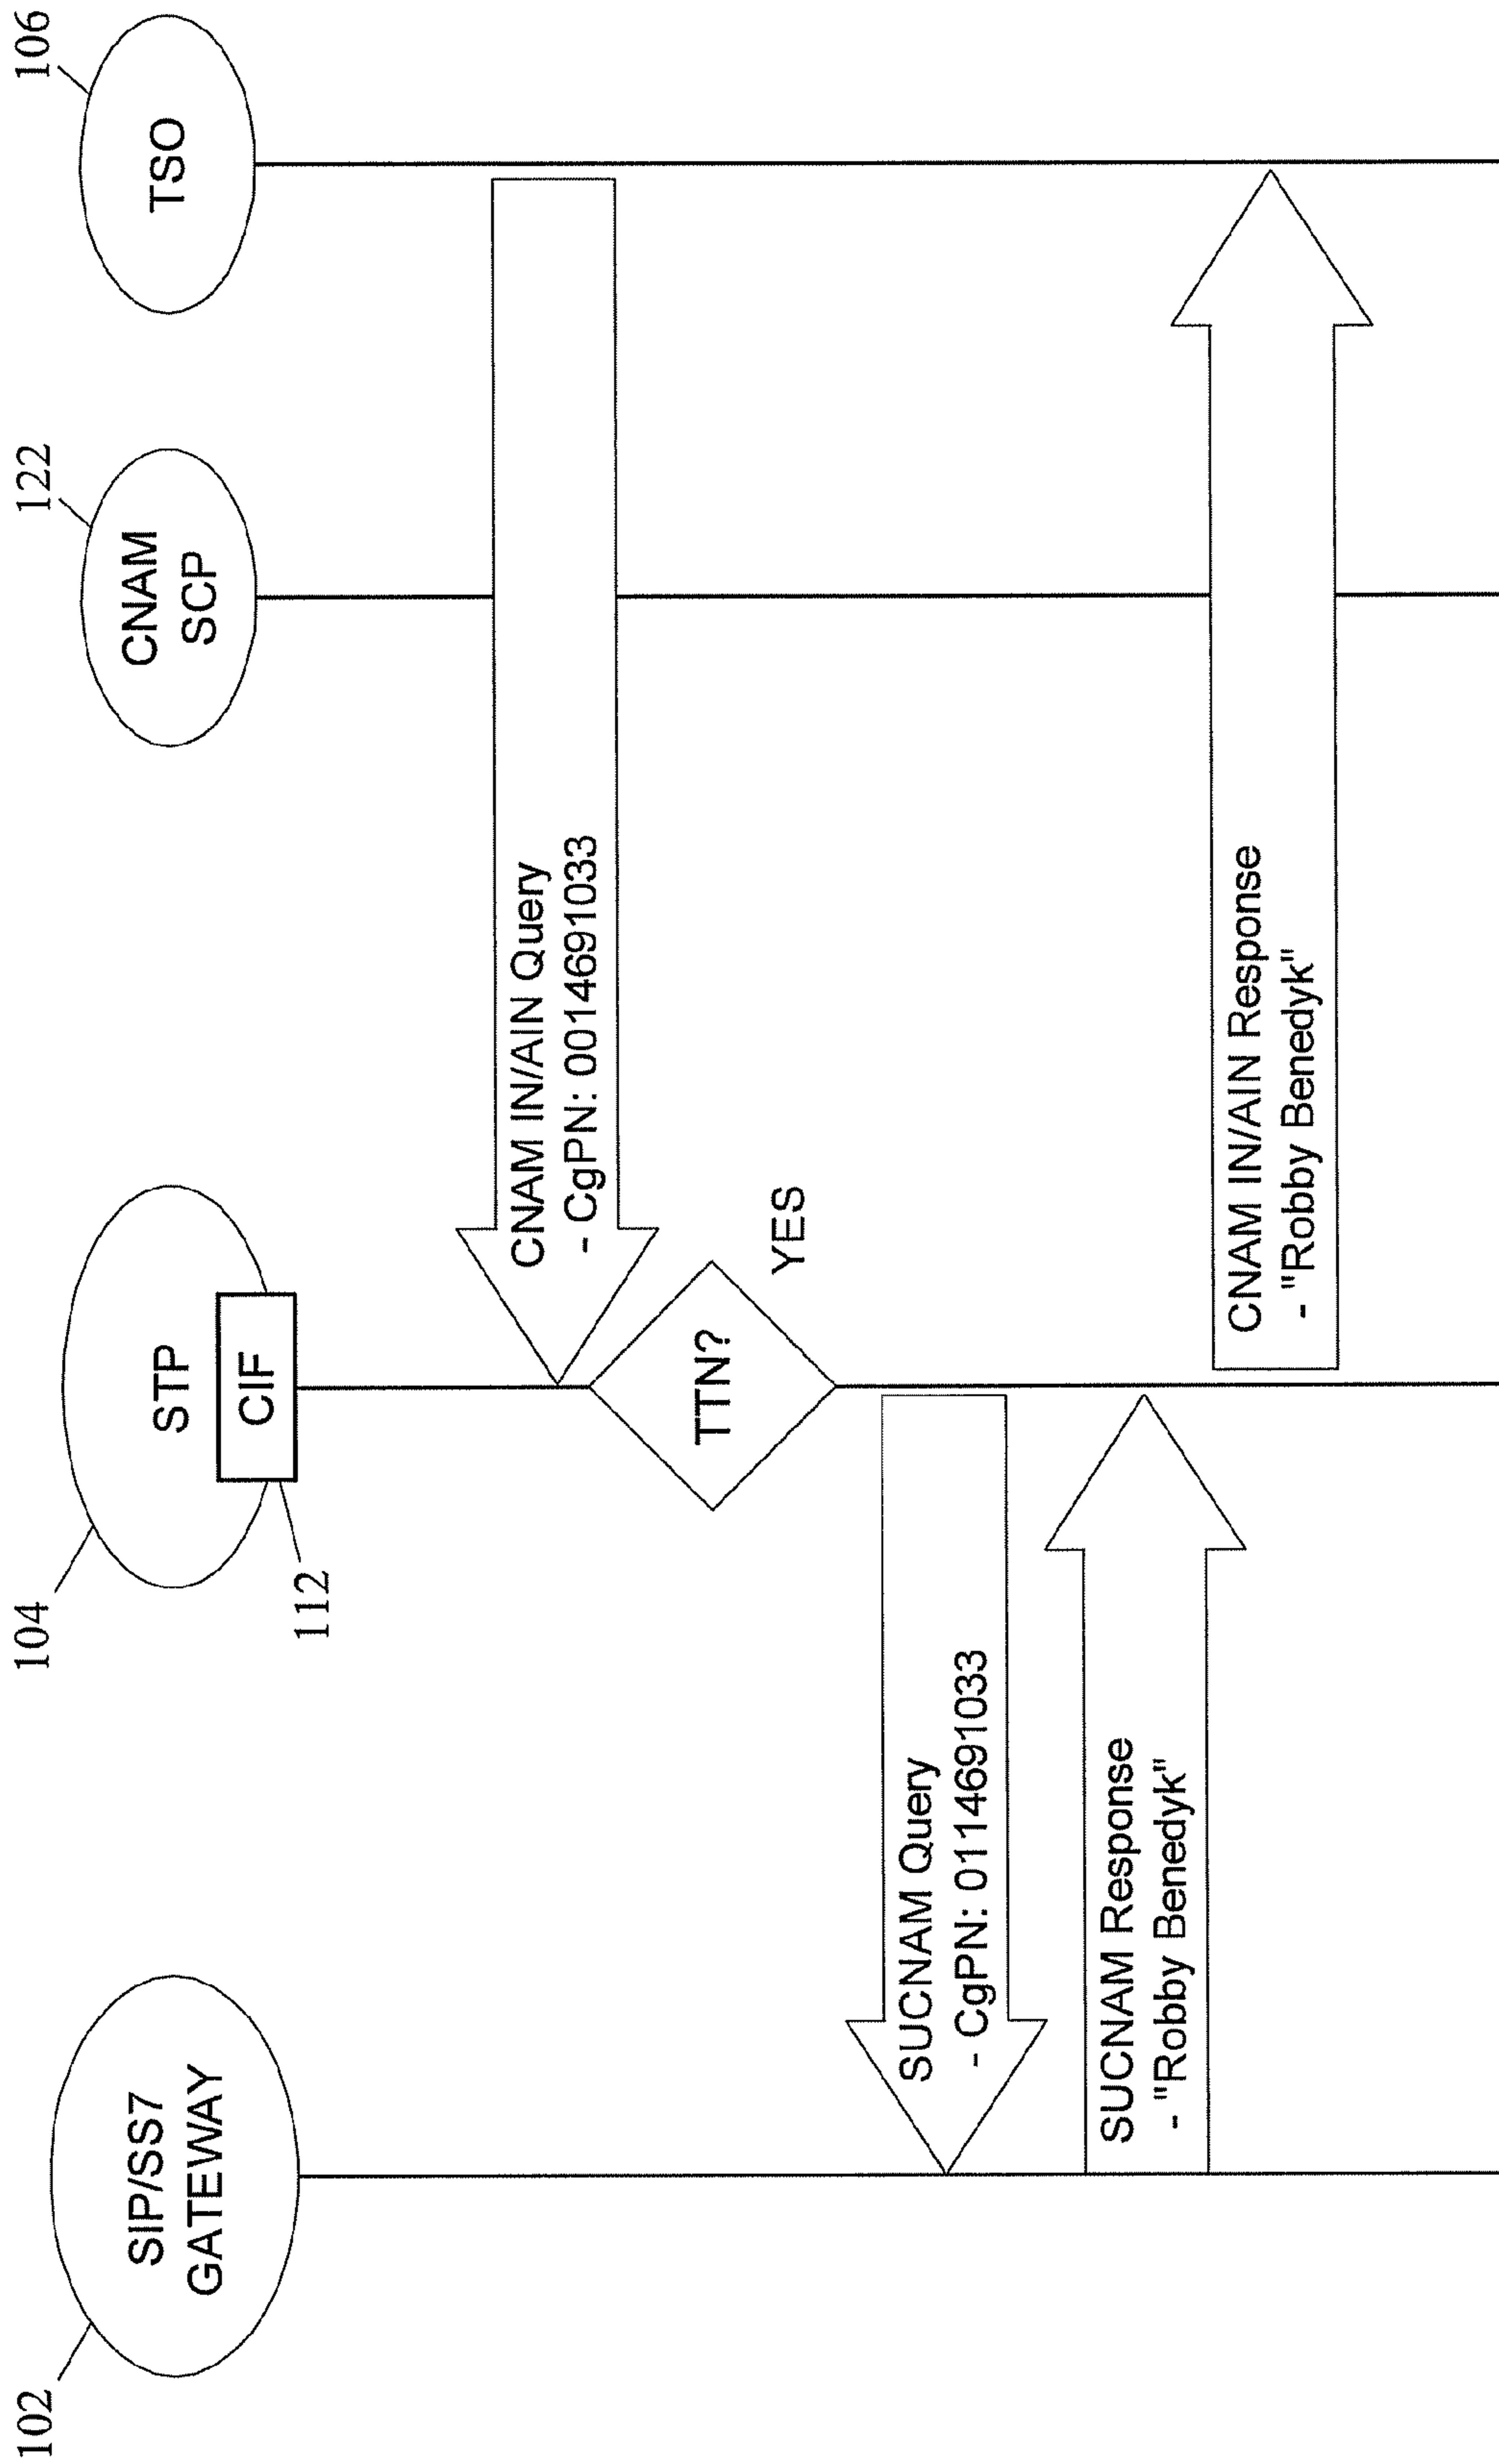 102
SIP/SS7
GATEWAY
104
STP
CIF
112
122
CNAM
SCP
106
TSO
CNAM IN/AIN Query
- CgPN: 0014691033
TTN?
YES
SUCNAM Query
- CgPN: 0114691033
SUCNAM Response
- "Robby Benedyk"
CNAM IN/AIN Response
- "Robby Benedyk"